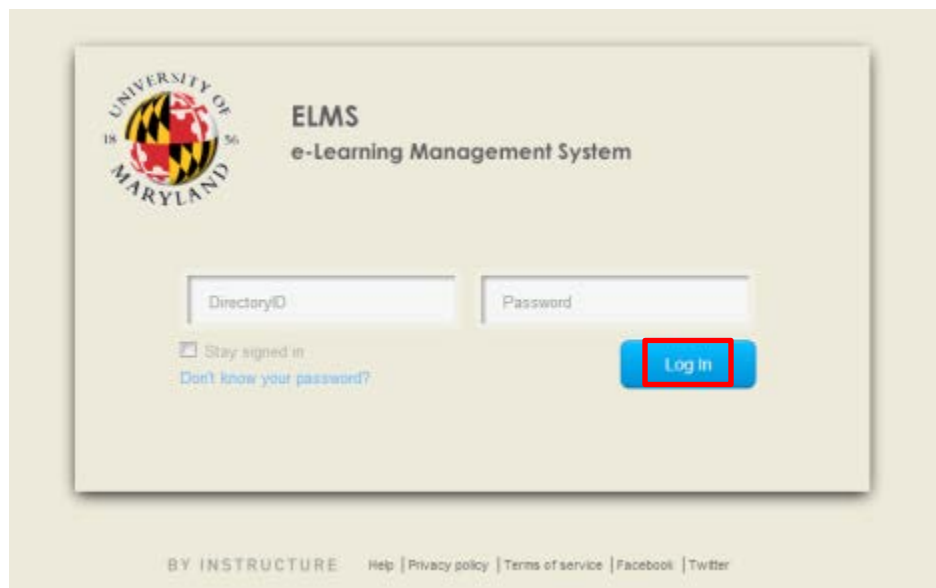 UNIVERSITY OF
18 56
MARYLAND
ELMS
e-Learning Management System
DirectoryID
Password
Stay signed in
Log In
Don't know your password?
BY INSTRUCTURE Help | Privacy policy | Terms of service | Facebook | Twitter